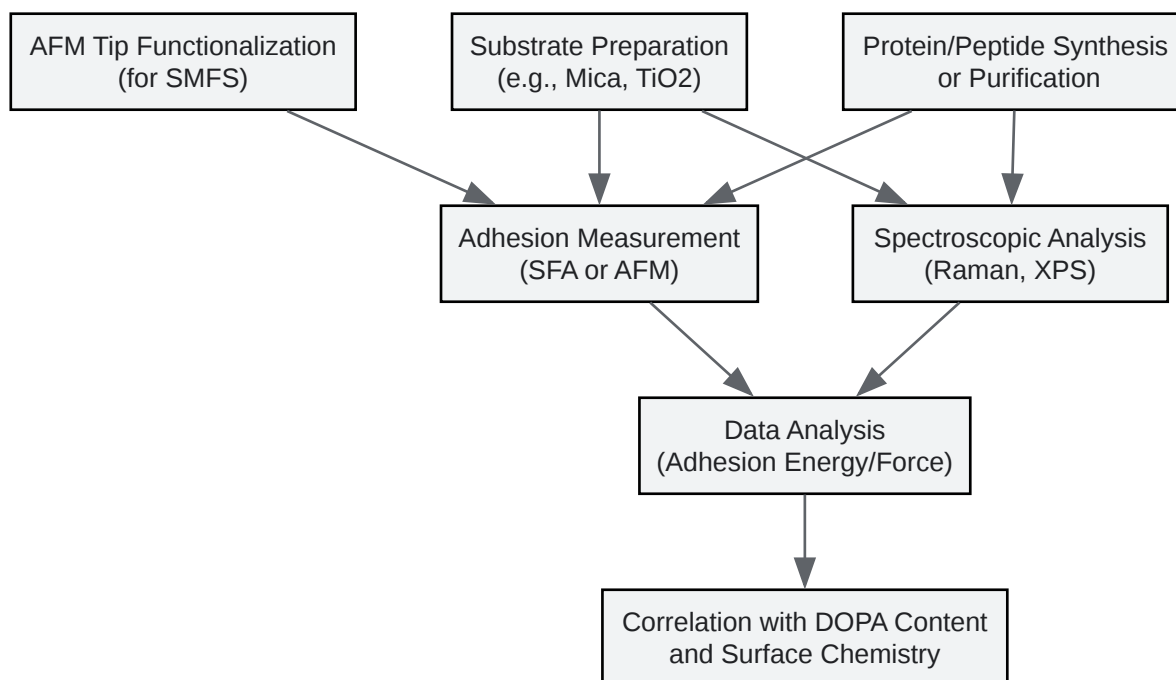 AFM Tip Functionalization
(for SMFS)
Substrate Preparation
(e.g., Mica, TiO2)
Protein/Peptide Synthesis
or Purification
Adhesion Measurement
(SFA or AFM)
Spectroscopic Analysis
(Raman, XPS)
Data Analysis
(Adhesion Energy/Force)
Correlation with DOPA Content
and Surface Chemistry